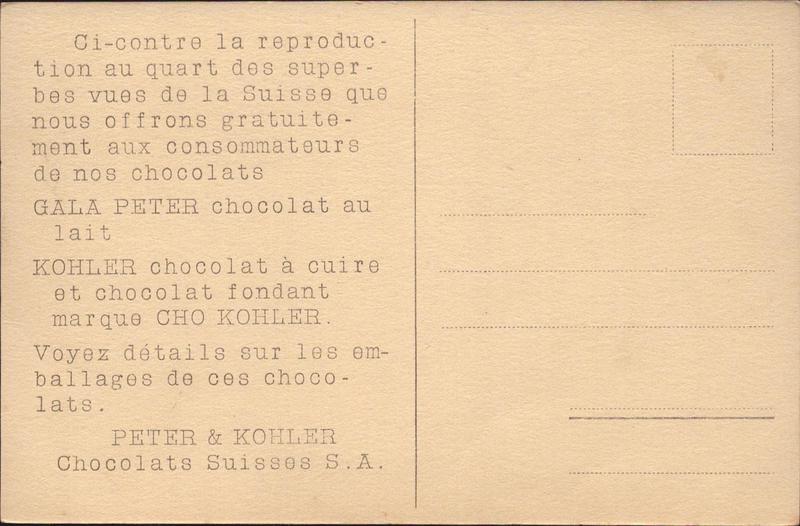 Ci-contre la reproduc-
tion au quart des super-
bes vues de la Suisse que
nous offrons gratuite-
ment aux consommateurs
de nos chocolats
GALA PETER chocolat au
lait
KOHLER chocolat à cuire
et chocolat fondant
marque CHO KOHLER.
Voyez détails sur les em-
ballages de ces choco-
lats.
PETER & KOHLER
Chocolats Suisses S.A.